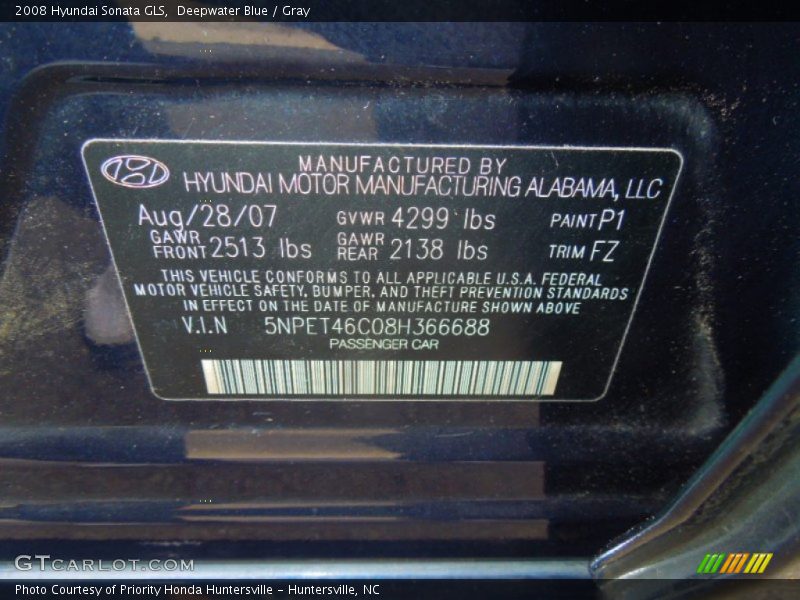 2008 Hyundai Sonata GLS, Deepwater Blue / Gray
MANUFACTURED BY
HYUNDAI MOTOR MANUFACTURING ALABAMA, LLC
Aug/28/07 GVWR 4299 lbs PAINT P1
GAWR FRONT 2513 lbs GAWR REAR 2138 lbs TRIM FZ
THIS VEHICLE CONFORMS TO ALL APPLICABLE U.S.A. FEDERAL
MOTOR VEHICLE SAFETY, BUMPER, AND THEFT PREVENTION STANDARDS
IN EFFECT ON THE DATE OF MANUFACTURE SHOWN ABOVE
V.I.N 5NPET46C08H366688
PASSENGER CAR
GTCarLot.com
Photo Courtesy of Priority Honda Huntersville - Huntersville, NC